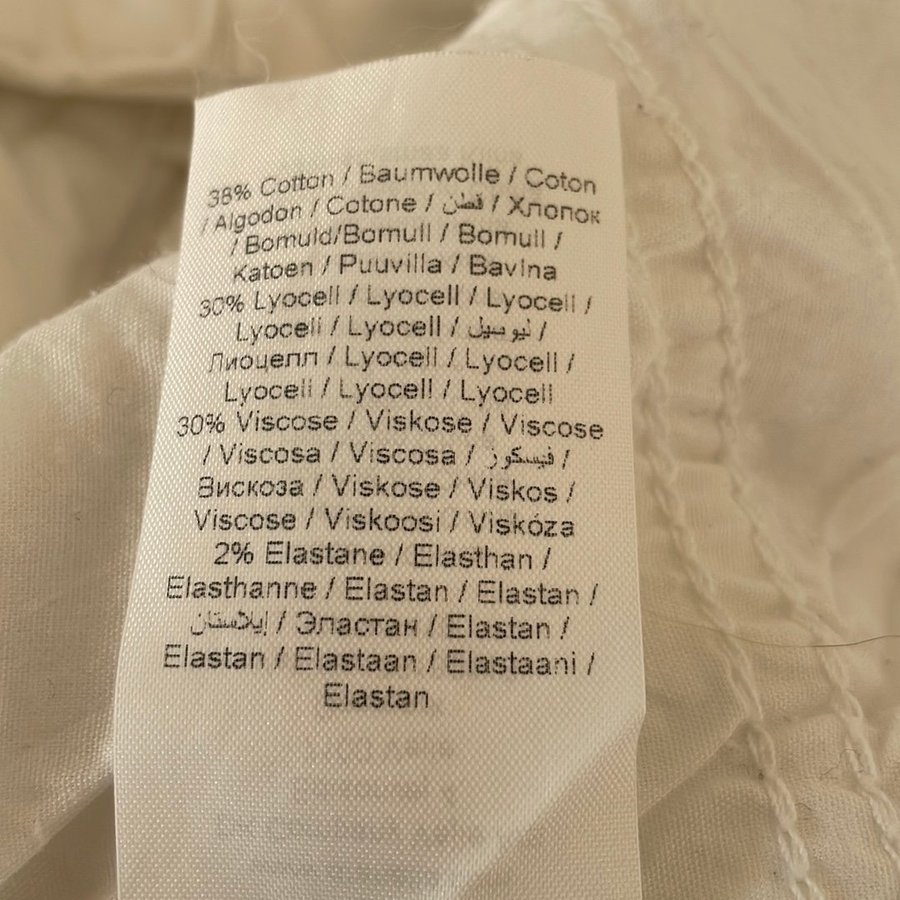 38% Cotton / Baumwolle / Coton
/ Algodon / Cotone / قطن / Хлопок
/ Bomuld/Bomull / Bomull /
Katoen / Puuvilla / Bavlna
30% Lyocell / Lyocell / Lyocell /
Lyocell / Lyocell / ليوسيل /
Лиоцелл / Lyocell / Lyocell /
Lyocell / Lyocell / Lyocell
30% Viscose / Viskose / Viscose
/ Viscosa / Viscosa / فيسكوز /
Вискоза / Viskose / Viskos /
Viscose / Viskoosi / Viskóza
2% Elastane / Elasthan /
Elasthanne / Elastan / Elastan /
إيلاستان / Эластан / Elastan /
Elastan / Elastaan / Elastaani /
Elastan